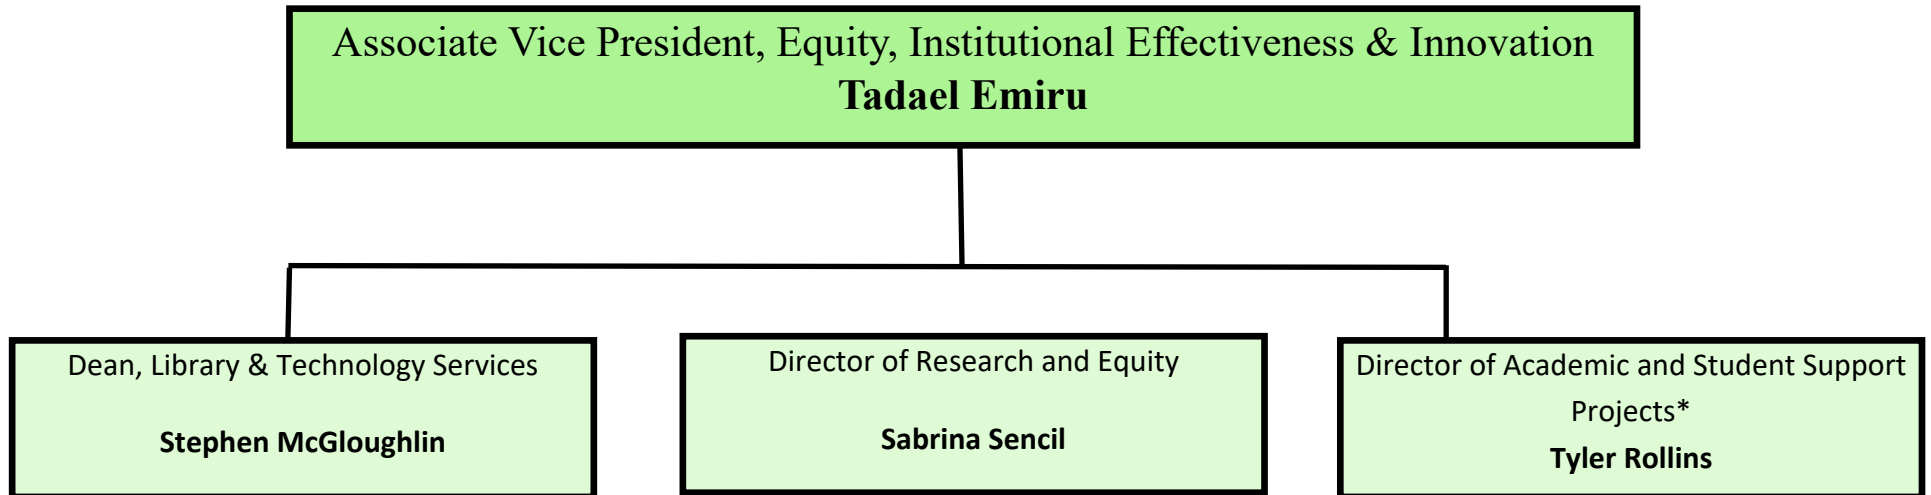 Associate Vice President, Equity, Institutional Effectiveness & Innovation
Tadael Emiru
Dean, Library & Technology Services
Stephen McGloughlin
Director of Research and Equity
Sabrina Sencil
Director of Academic and Student Support
Projects*
Tyler Rollins